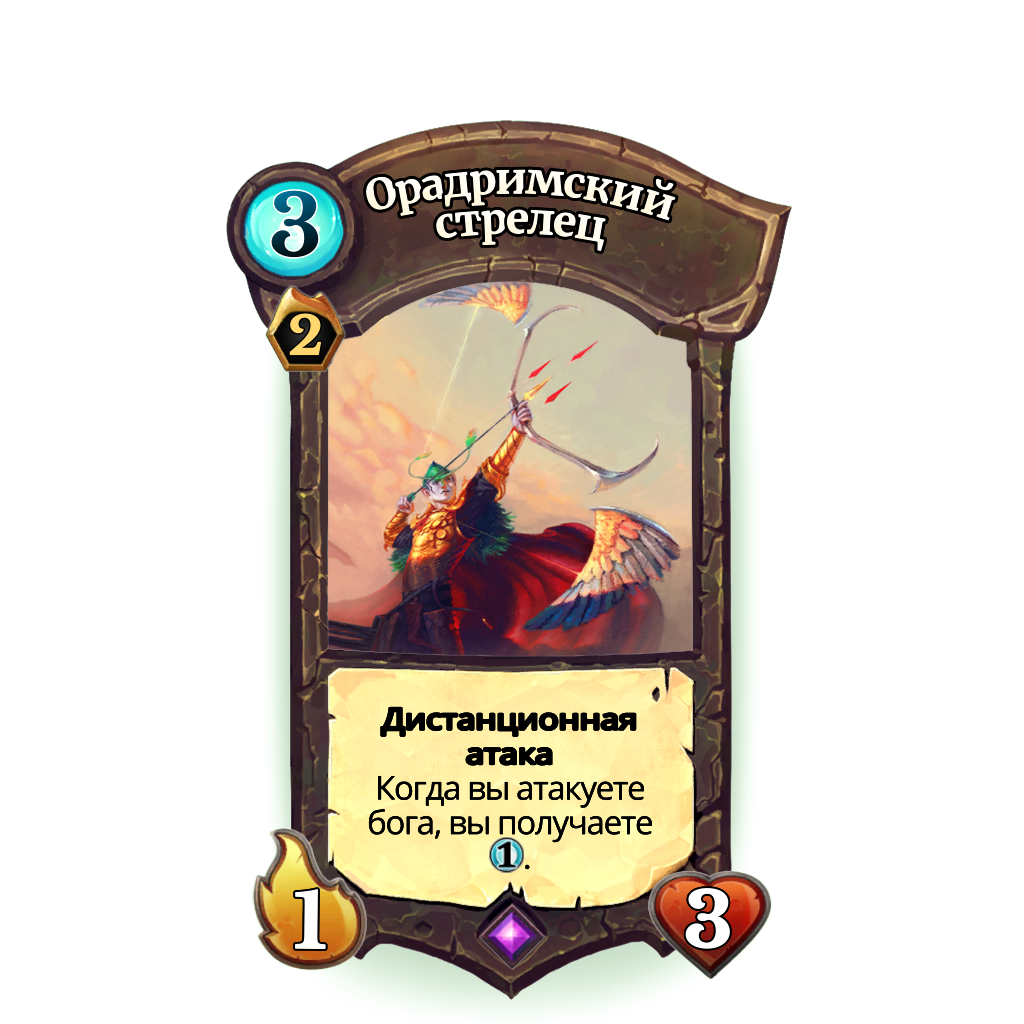 Орадримский
стрелец
3
2
Дистанционная
атака
Когда вы атакуете
бога, вы получаете
1.
1
3